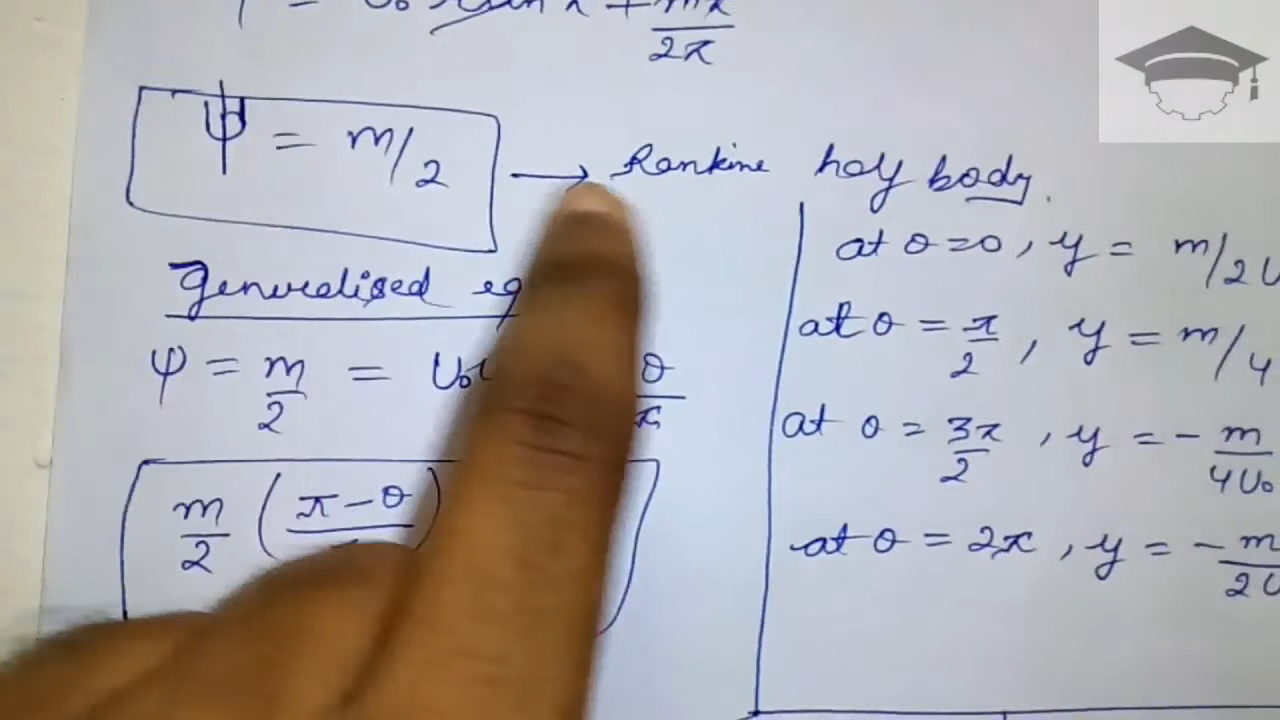 mx
2π
ψ = m/2 → Rankine half body.
Generalised eq
ψ = m/2 = U₀ θ/π
m/2 (π-θ)
at θ=0, y = m/2U
at θ = π/2, y = m/4
at θ = 3π/2, y = -m/4U₀
at θ = 2π, y = -m/2U